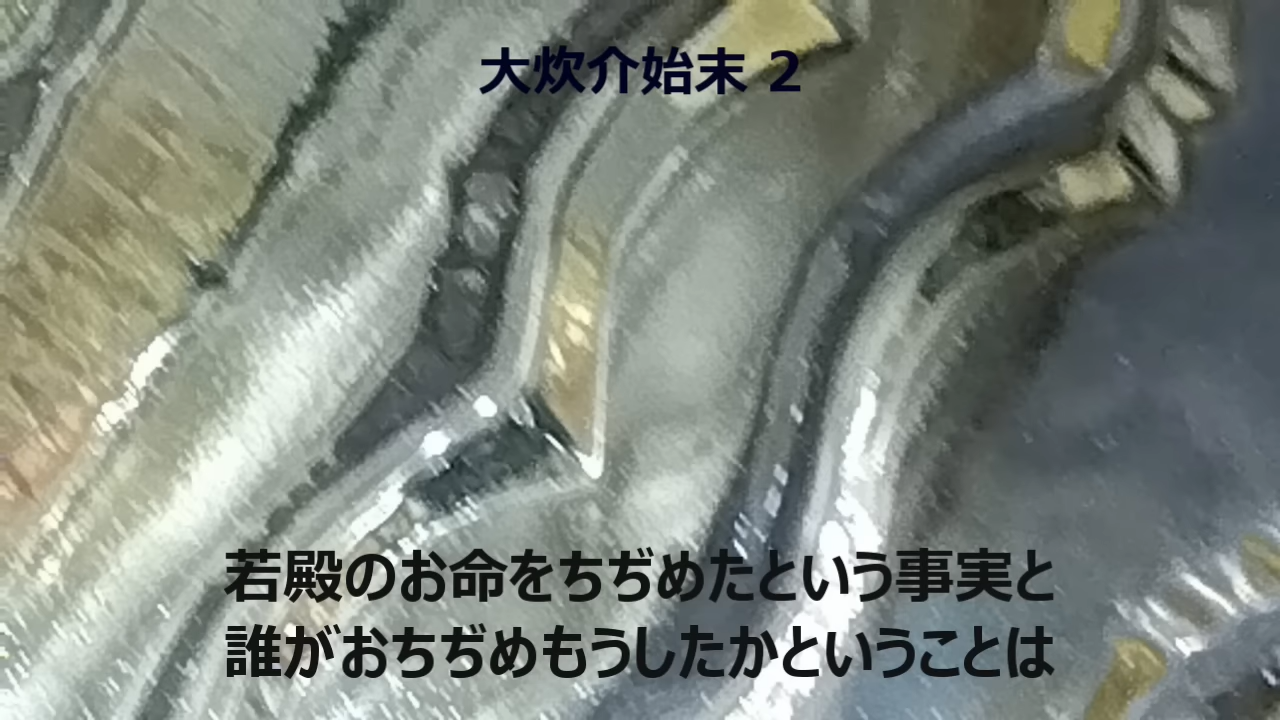 大炊介始末 2
若殿のお命をちぢめたという事実と
誰がおちぢめもうしたかということは